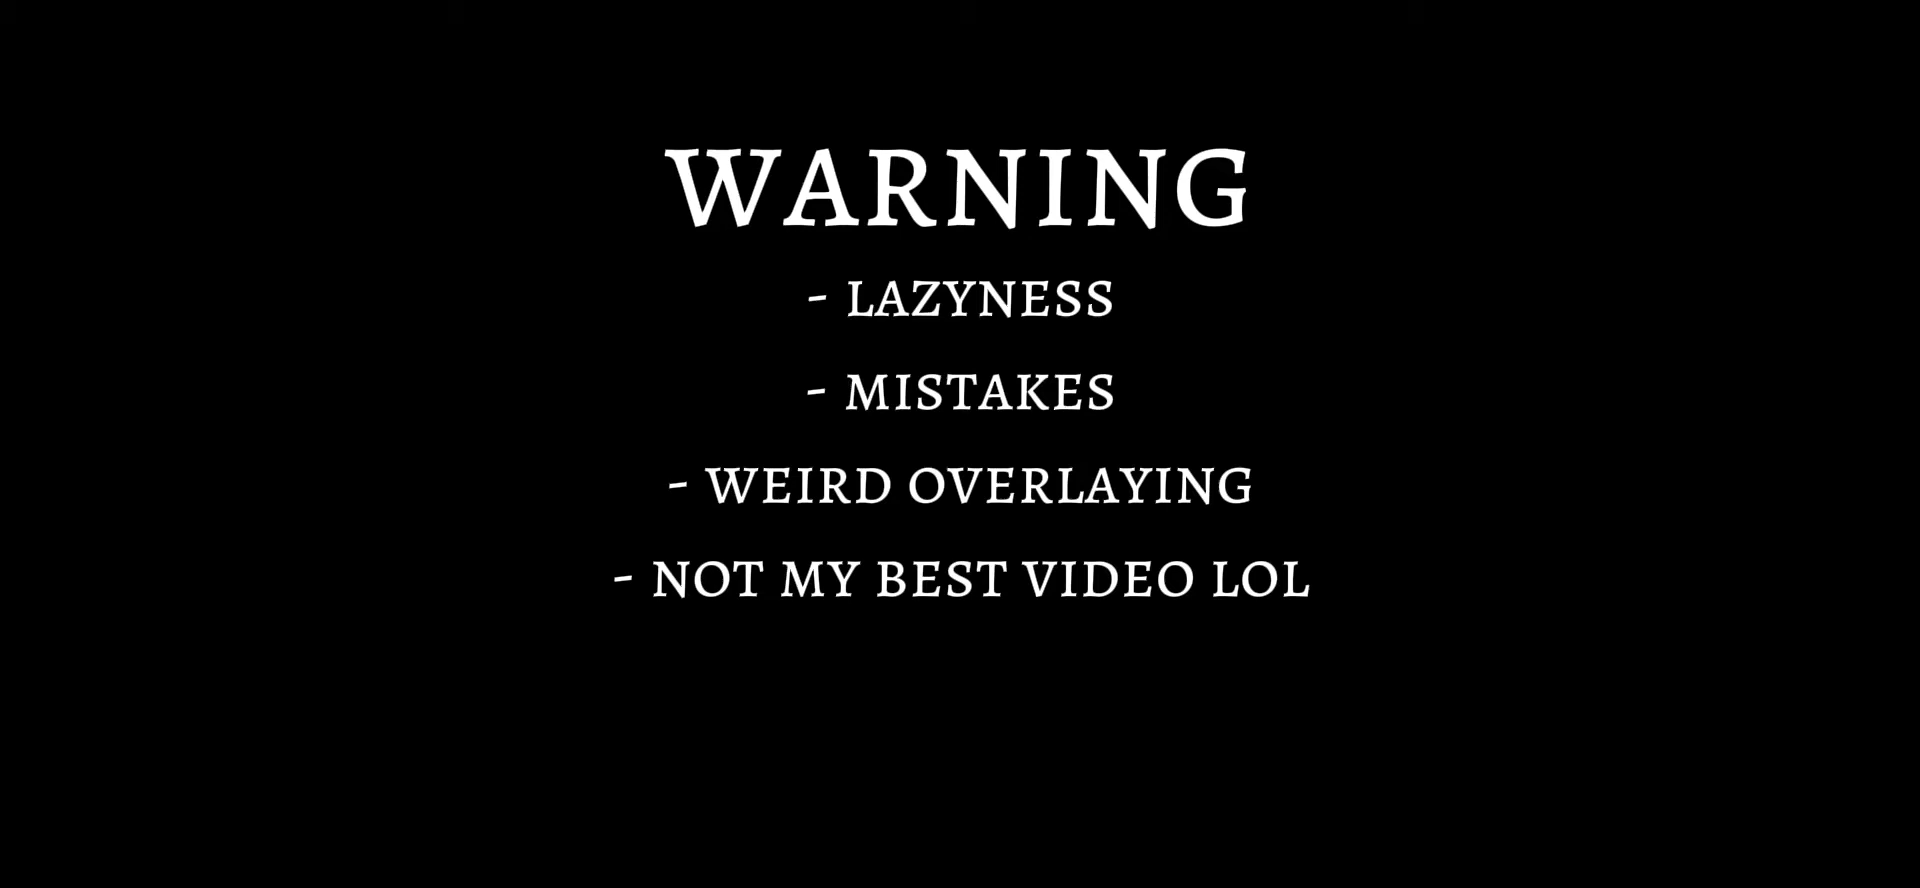 WARNING
- LAZYNESS
- MISTAKES
- WEIRD OVERLAYING
- NOT MY BEST VIDEO LOL